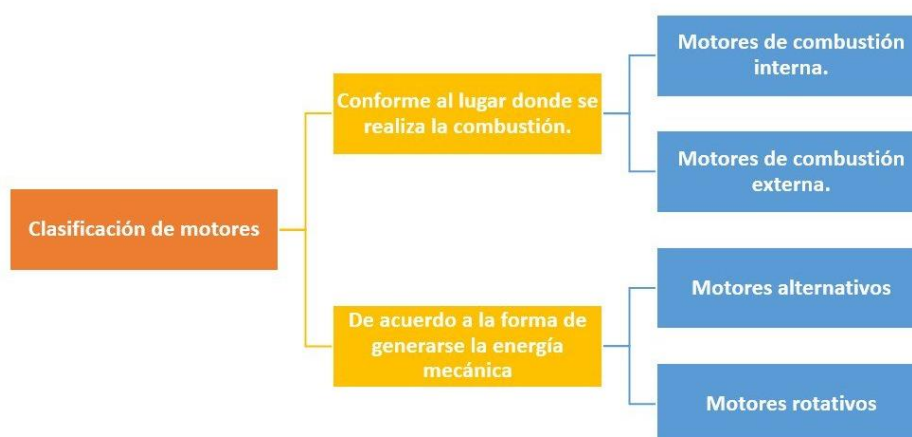 Clasificación de motores
Conforme al lugar donde se
realiza la combustión.
Motores de combustión
interna.
Motores de combustión
externa.
De acuerdo a la forma de
generarse la energía
mecánica
Motores alternativos
Motores rotativos